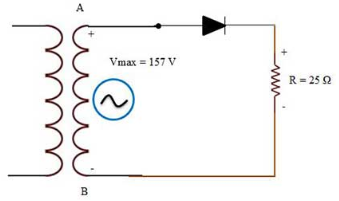 A
+
Vmax = 157 V
+
R = 25 Ω
-
-
B